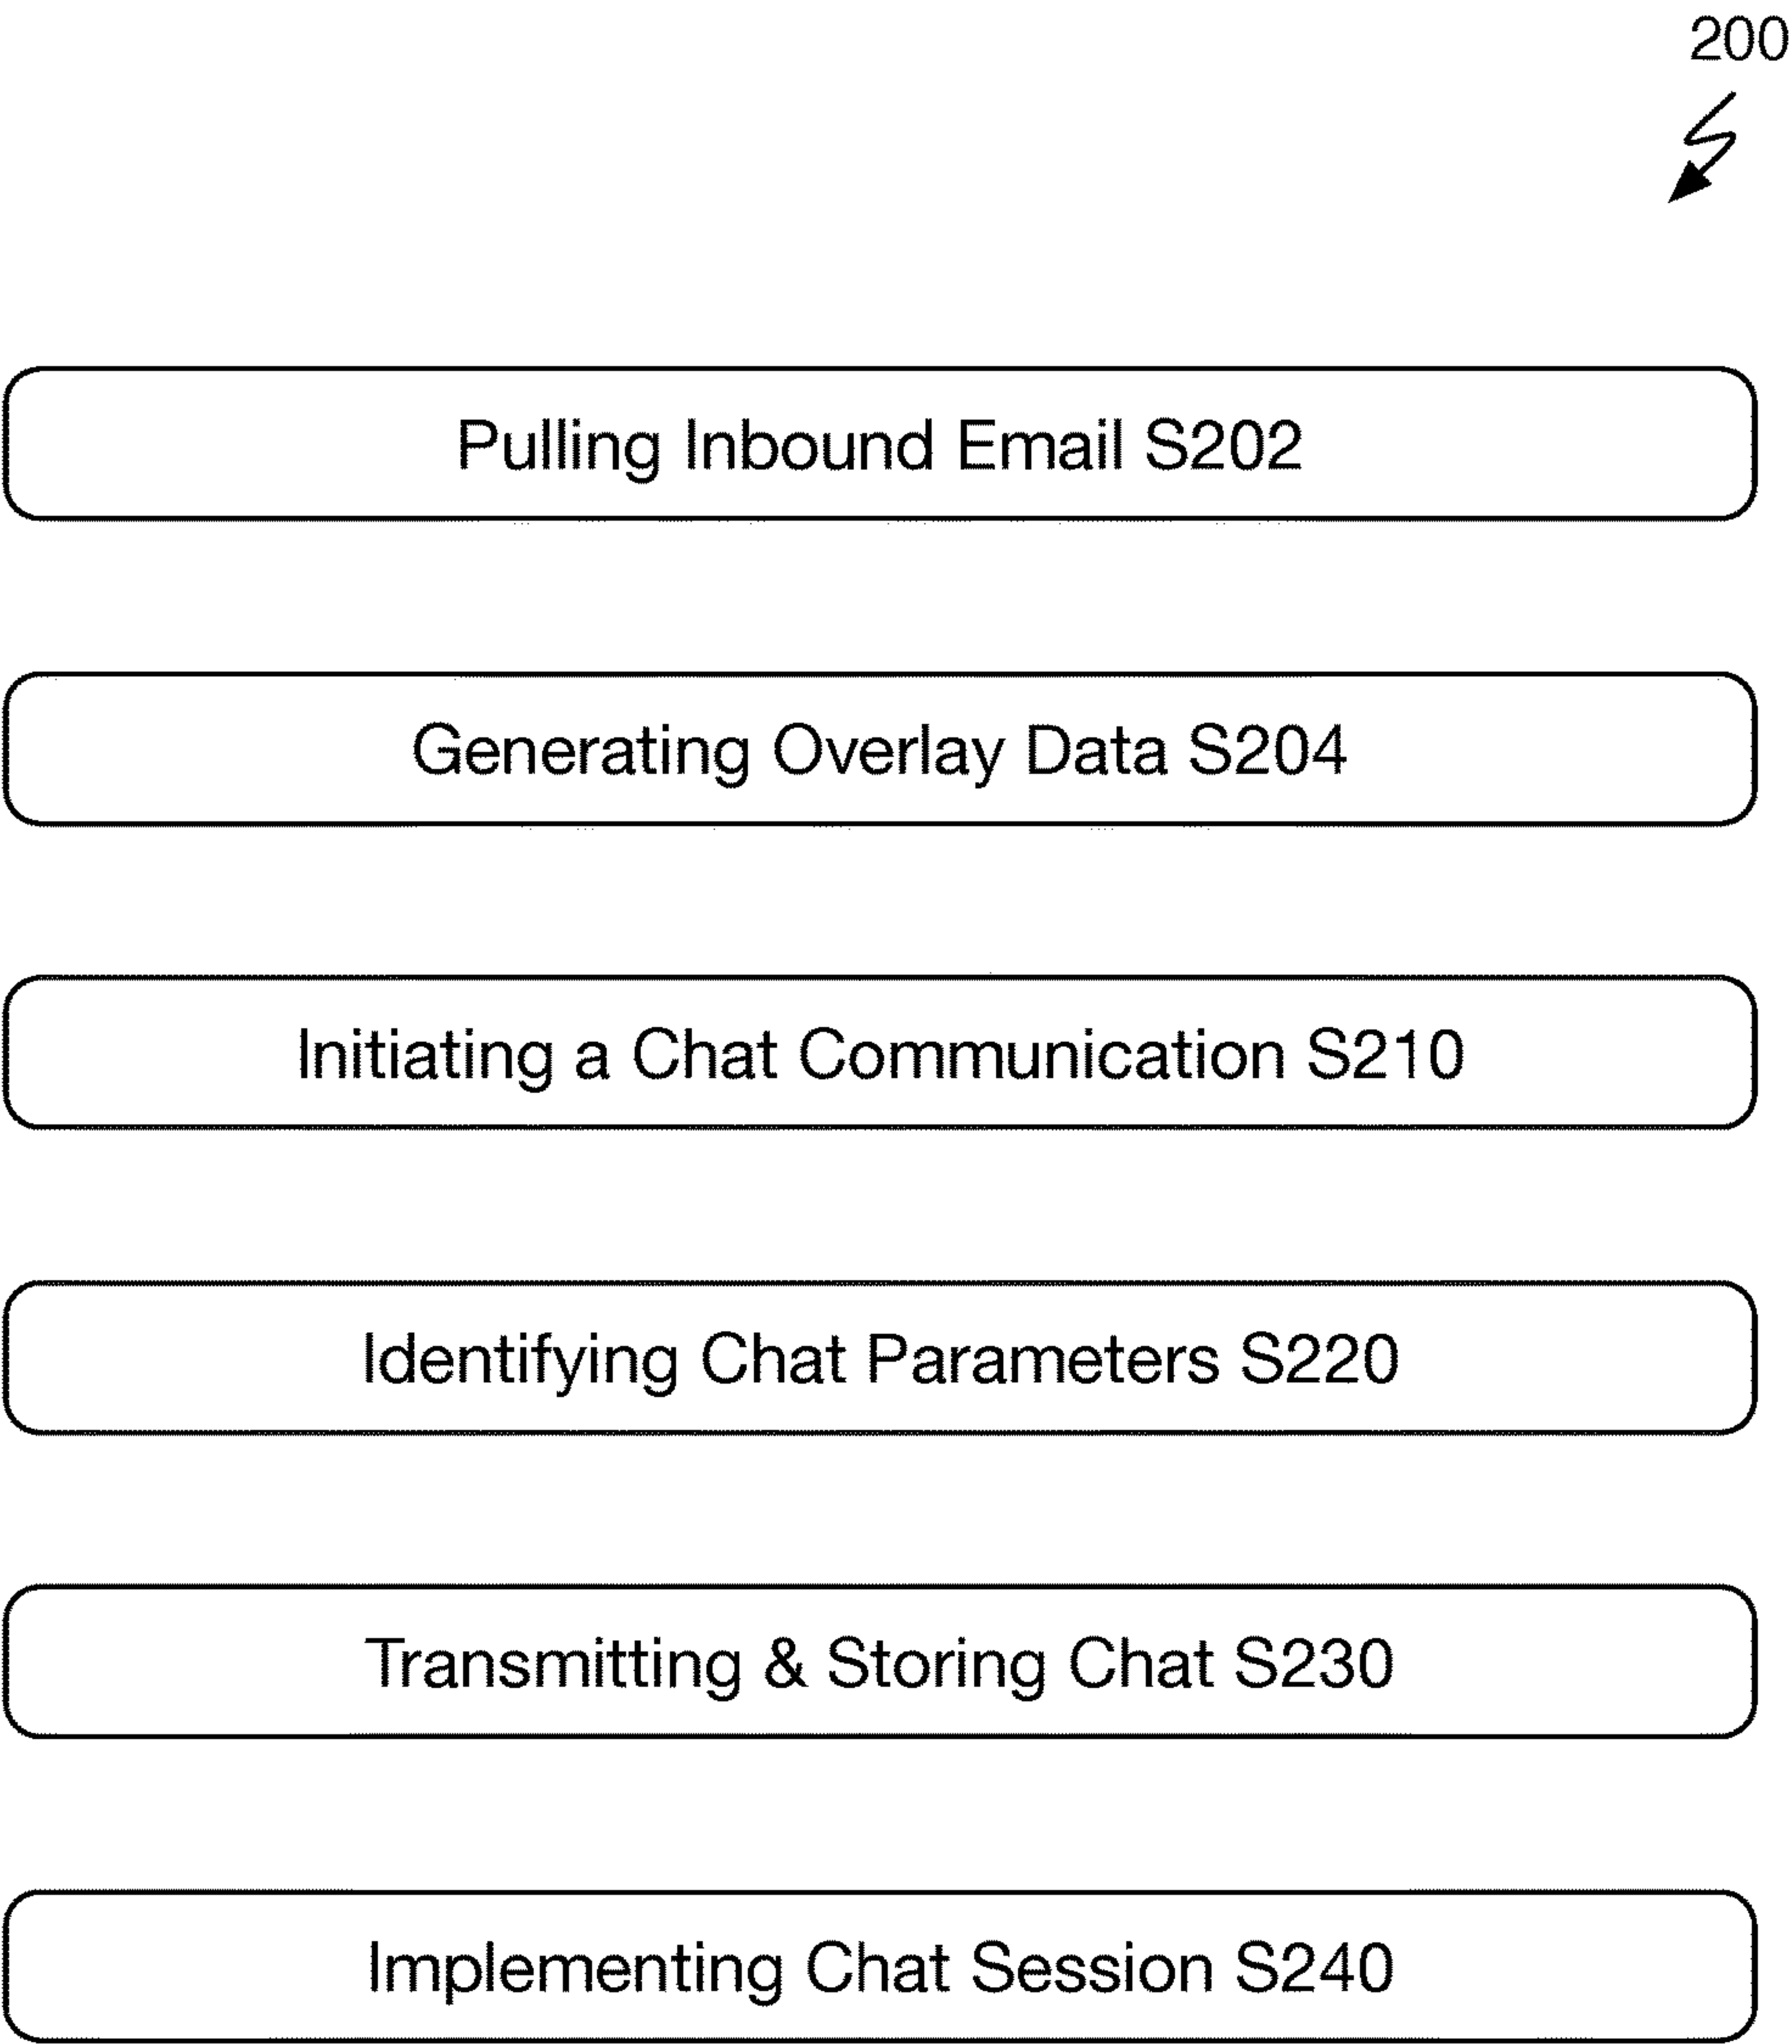 200
Pulling Inbound Email S202
Generating Overlay Data S204
Initiating a Chat Communication S210
Identifying Chat Parameters S220
Transmitting & Storing Chat S230
Implementing Chat Session S240